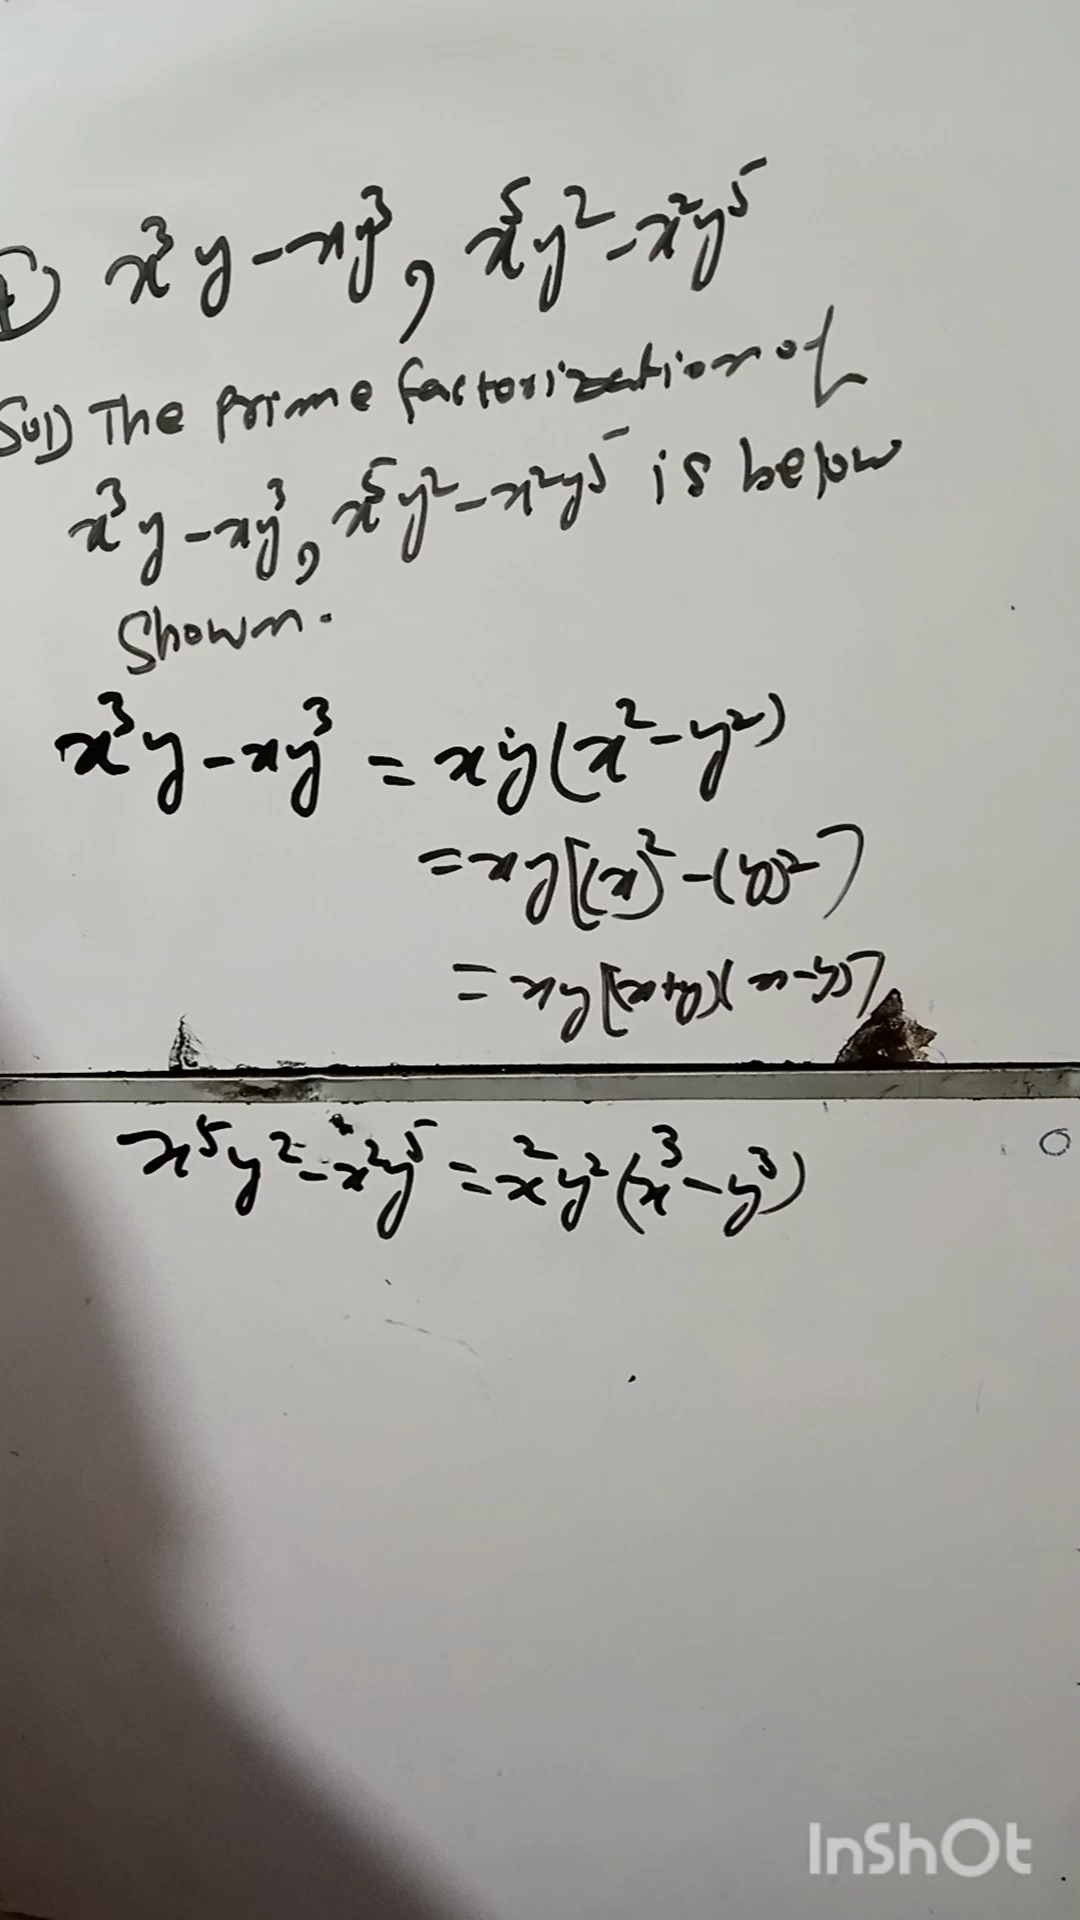 x³y - xy³, x⁵y² - x²y⁵
Sol) The Prime factorization of
x³y - xy³, x⁵y² - x²y⁵ is below
Shown.
x³y - xy³ = xy(x² - y²)
= xy[(x)² - (y)²]
= xy[(x+y)(x-y)]
x⁵y² - x²y⁵ = x²y²(x³ - y³)
InShOt